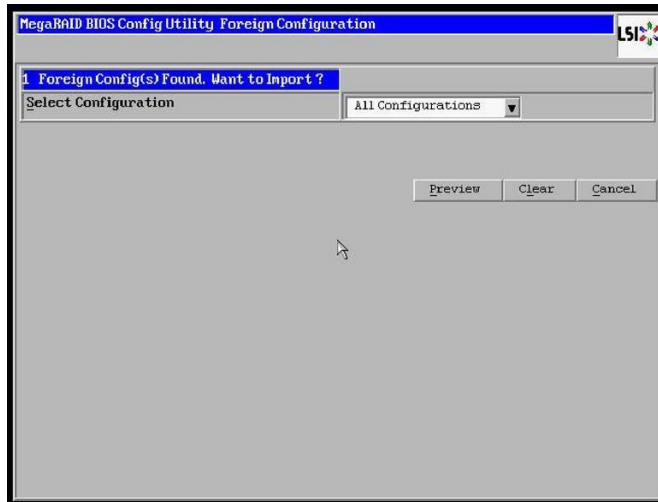 MegaRAID BIOS Config Utility Foreign Configuration
LSI
1 Foreign Config(s) Found. Want to Import ?
Select Configuration
All Configurations
Preview Clear Cancel